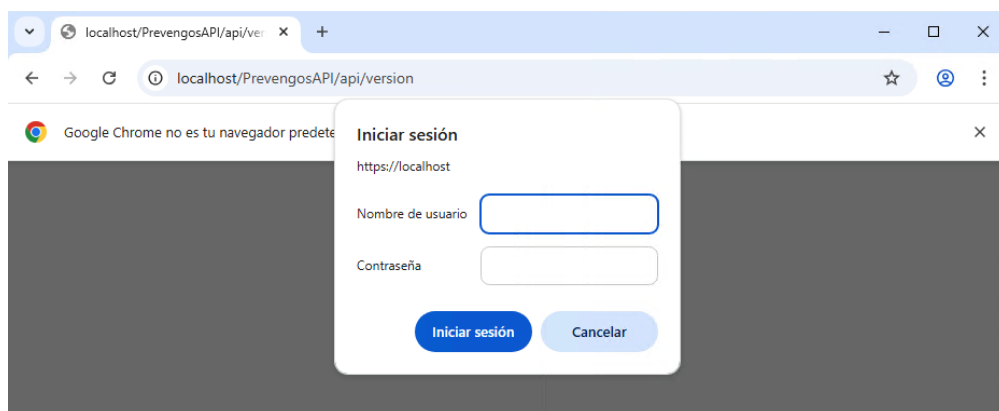 localhost/PrevengosAPI/api/ver
localhost/PrevengosAPI/api/version
Google Chrome no es tu navegador predete
Iniciar sesión
https://localhost
Nombre de usuario
Contraseña
Iniciar sesión Cancelar